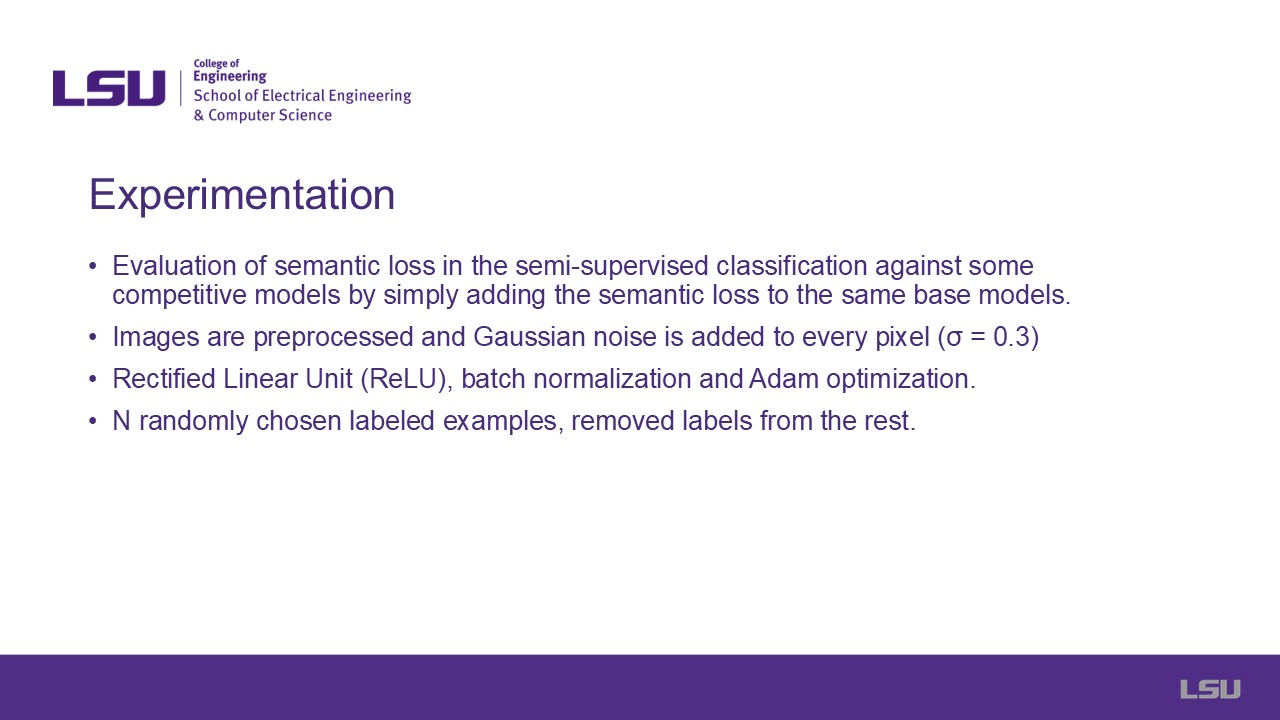 LSU
College of
Engineering
School of Electrical Engineering
& Computer Science
Experimentation
• Evaluation of semantic loss in the semi-supervised classification against some
competitive models by simply adding the semantic loss to the same base models.
• Images are preprocessed and Gaussian noise is added to every pixel (σ = 0.3)
• Rectified Linear Unit (ReLU), batch normalization and Adam optimization.
• N randomly chosen labeled examples, removed labels from the rest.
LSU